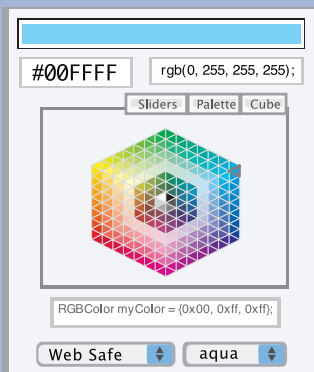 #00FFFF
rgb(0, 255, 255, 255);
Sliders Palette Cube
RGBColor myColor = {0x00, 0xff, 0xff};
Web Safe aqua